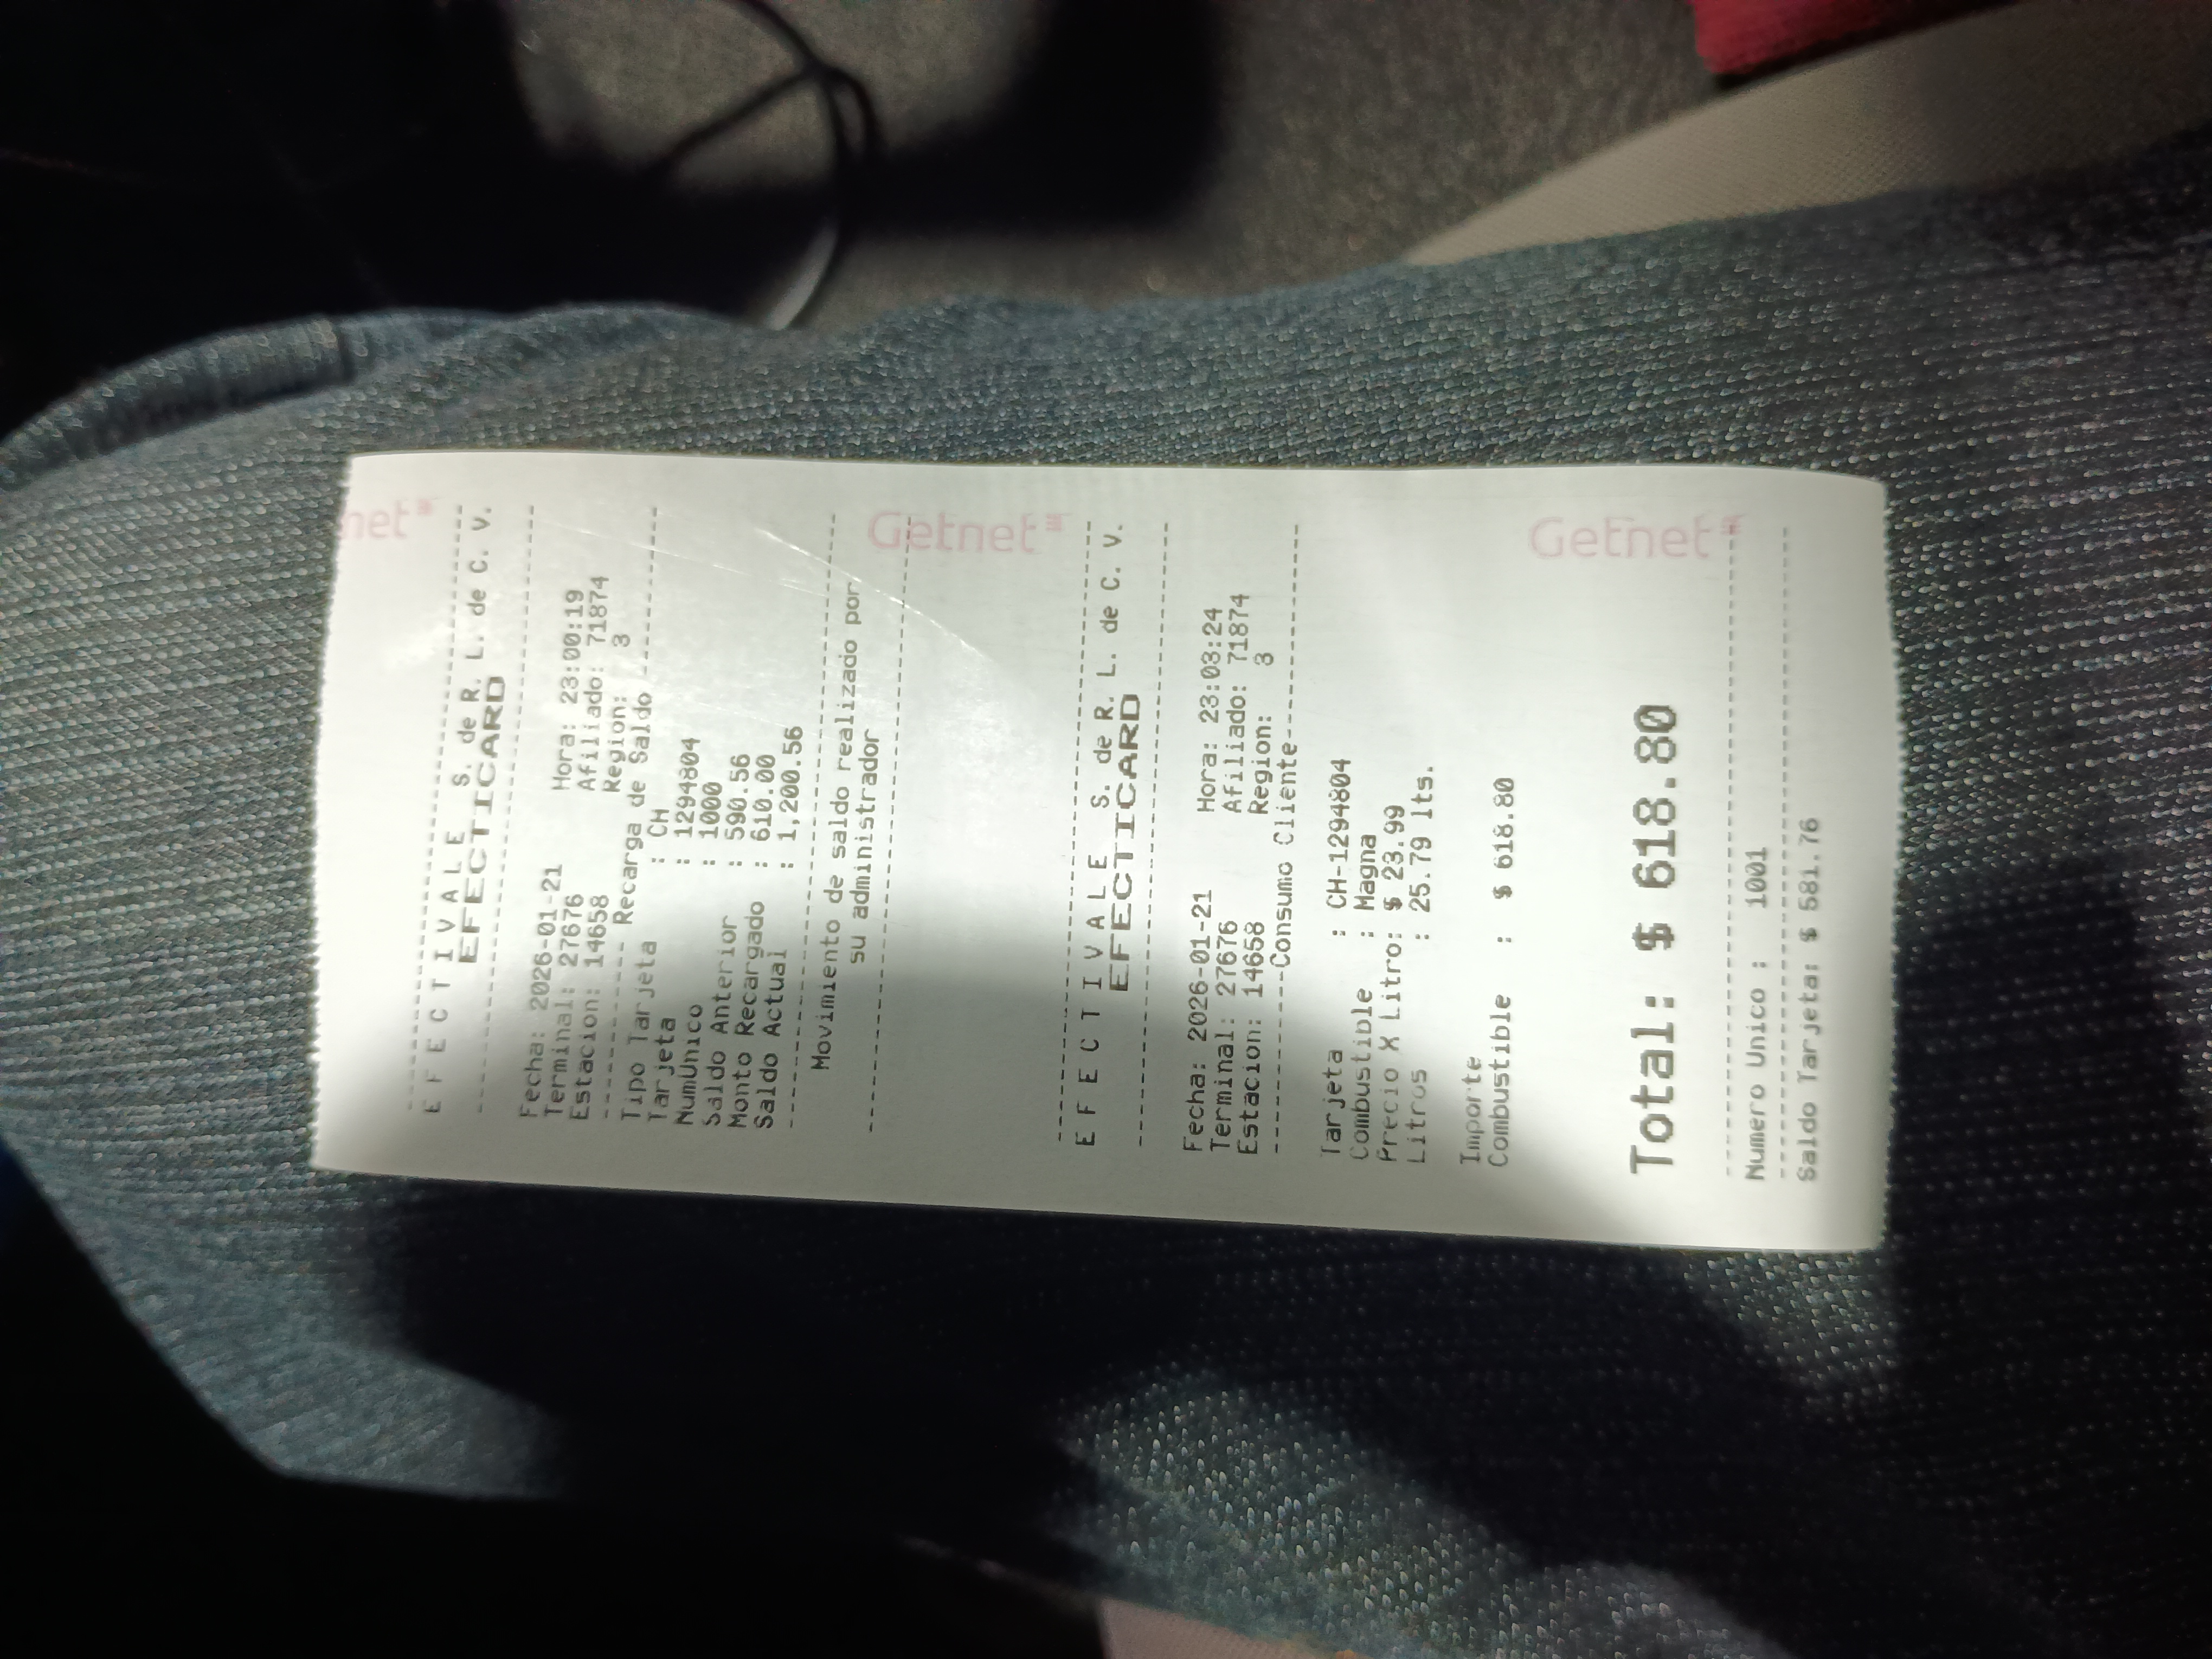 net
EFECTIVALE S. de R. L. de C. V.
EFECTICARD
Fecha: 2026-01-21 Hora: 23:00:19
Terminal: 27676 Afiliado: 71874
Estacion: 14658 Region: 3
------ Recarga de Saldo ------
Tipo Tarjeta : CH
Tarjeta : 1294804
NumUnico : 1000
Saldo Anterior : 590.56
Monto Recargado : 610.00
Saldo Actual : 1,200.56
Movimiento de saldo realizado por
su administrador
Getnet
EFECTIVALE S. de R. L. de C. V.
EFECTICARD
Fecha: 2026-01-21 Hora: 23:03:24
Terminal: 27676 Afiliado: 71874
Estacion: 14658 Region: 3
--------Consumo Cliente--------
Tarjeta : CH-1294804
Combustible : Magna
Precio X Litro: $ 23.99
Litros : 25.79 lts.
Importe
Combustible : $ 618.80
Total: $ 618.80
Getnet
Numero Unico : 1001
Saldo Tarjeta: $ 581.76